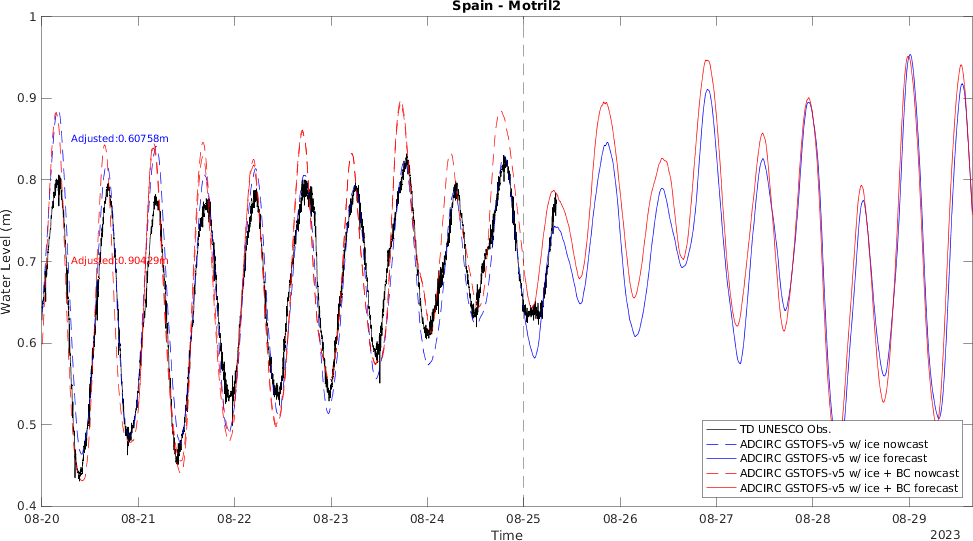 Spain - Motril2
1
0.9
0.8
0.7
0.6
0.5
0.4
Water Level (m)
Adjusted:0.60758m
Adjusted:0.90429m
TD UNESCO Obs.
ADCIRC GSTOFS-v5 w/ ice nowcast
ADCIRC GSTOFS-v5 w/ ice forecast
ADCIRC GSTOFS-v5 w/ ice + BC nowcast
ADCIRC GSTOFS-v5 w/ ice + BC forecast
08-20 08-21 08-22 08-23 08-24 08-25 08-26 08-27 08-28 08-29
Time
2023